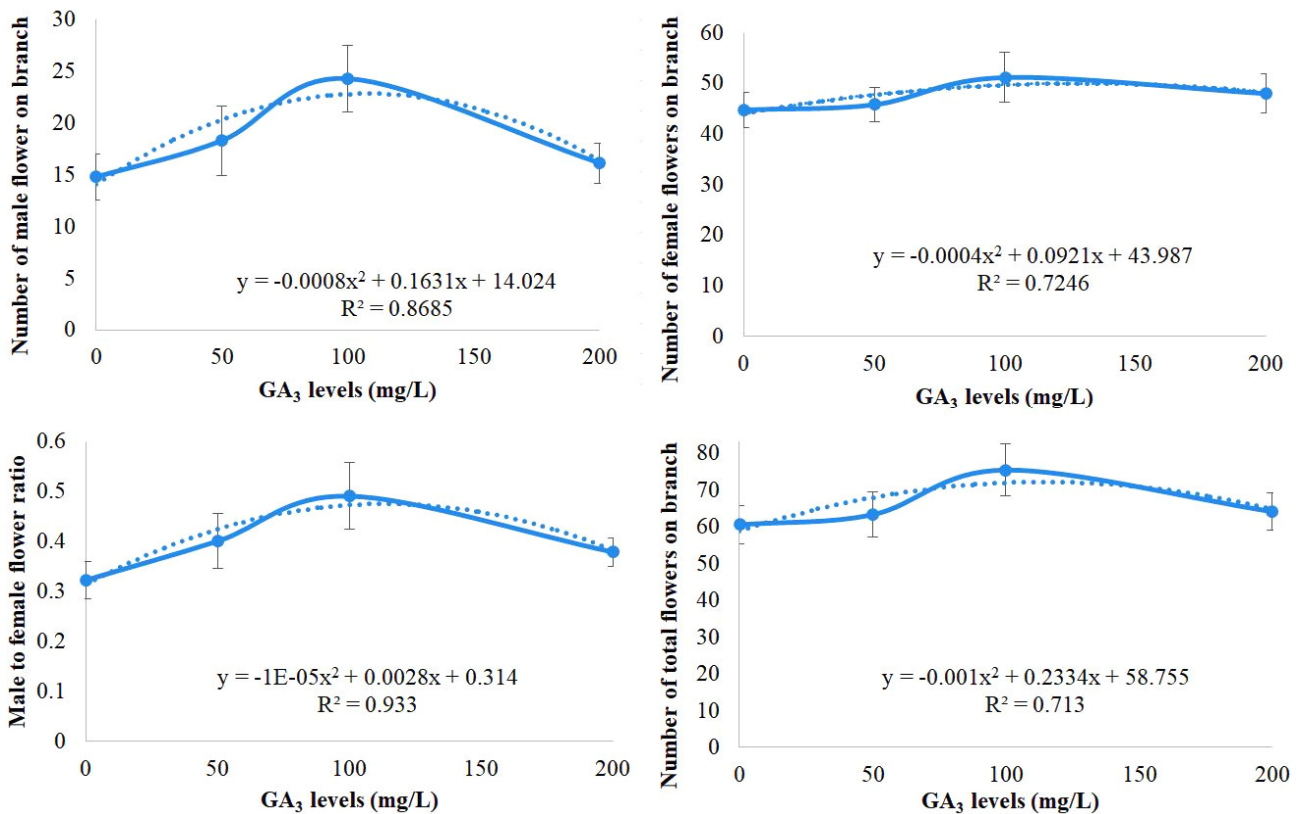 Number of male flower on branch
30
25
20
15
10
5
0
y = -0.0008x² + 0.1631x + 14.024
R² = 0.8685
0 50 100 150 200
GA₃ levels (mg/L)
Number of female flowers on branch
60
50
40
30
20
10
0
y = -0.0004x² + 0.0921x + 43.987
R² = 0.7246
0 50 100 150 200
GA₃ levels (mg/L)
Male to female flower ratio
0.6
0.5
0.4
0.3
0.2
0.1
0
y = -1E-05x² + 0.0028x + 0.314
R² = 0.933
0 50 100 150 200
GA₃ levels (mg/L)
Number of total flowers on branch
80
70
60
50
40
30
20
10
0
y = -0.001x² + 0.2334x + 58.755
R² = 0.713
0 50 100 150 200
GA₃ levels (mg/L)